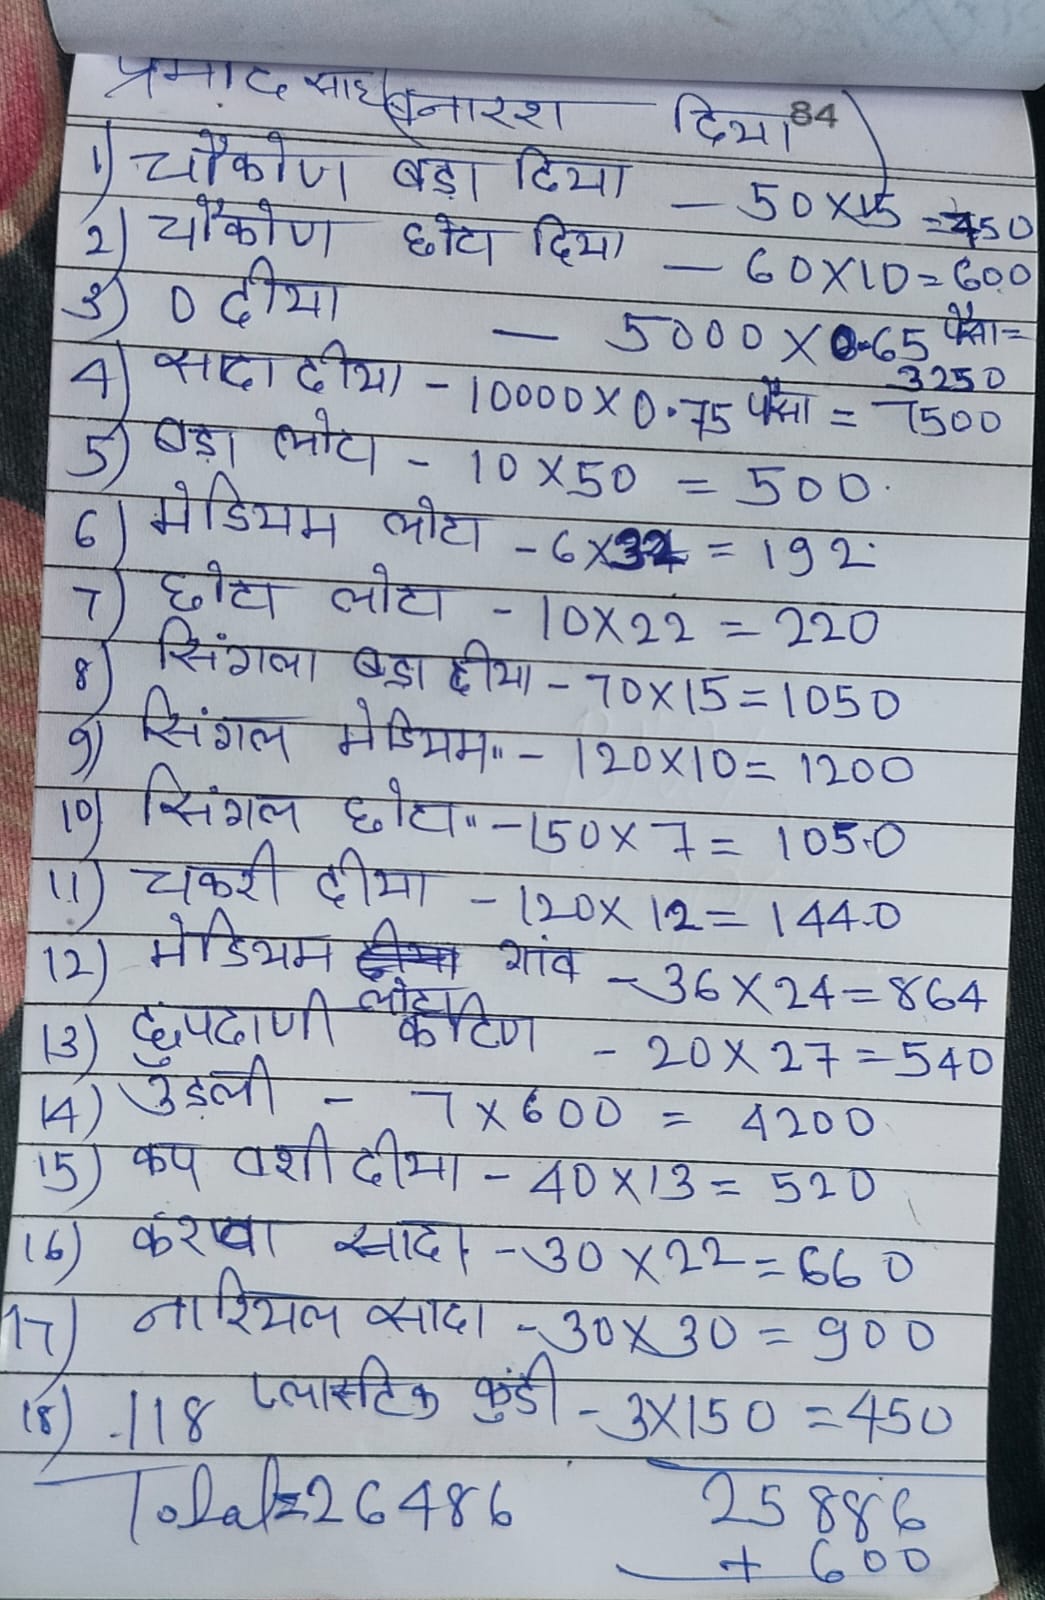 प्रमोद साह बनारश दिया 84
1) चौकोण बड़ा दिया — 50×15 = 750
2) चौकोण छोटा दिया — 60×10 = 600
3) 0 दीया — 5000 × 0.65 पैसा =
3250
4) सादा दीया - 10000 × 0.75 पैसा = 7500
5) बड़ा लोटा - 10 × 50 = 500
6) मेडियम लोटा - 6 × 32 = 192
7) छोटा लोटा - 10×22 = 220
8) सिंगल बड़ा दीया - 70×15 = 1050
9) सिंगल मेडियम " - 120×10 = 1200
10) सिंगल छोटा " - 150 × 7 = 1050
11) चकरी दीया - 120× 12 = 1440
12) मेडियम लोटा गांव - 36 × 24 = 864
13) धुपदाणी कटिण - 20 × 27 = 540
14) उडली - 7 × 600 = 4200
15) कप वशी दीया - 40 ×13 = 520
16) करवा सादा - 30 × 22 = 660
17) नारियल सादा - 30×30 = 900
18) 118 प्लास्टिक कुंडी - 3×150 = 450
Total = 26486 25886
+ 600